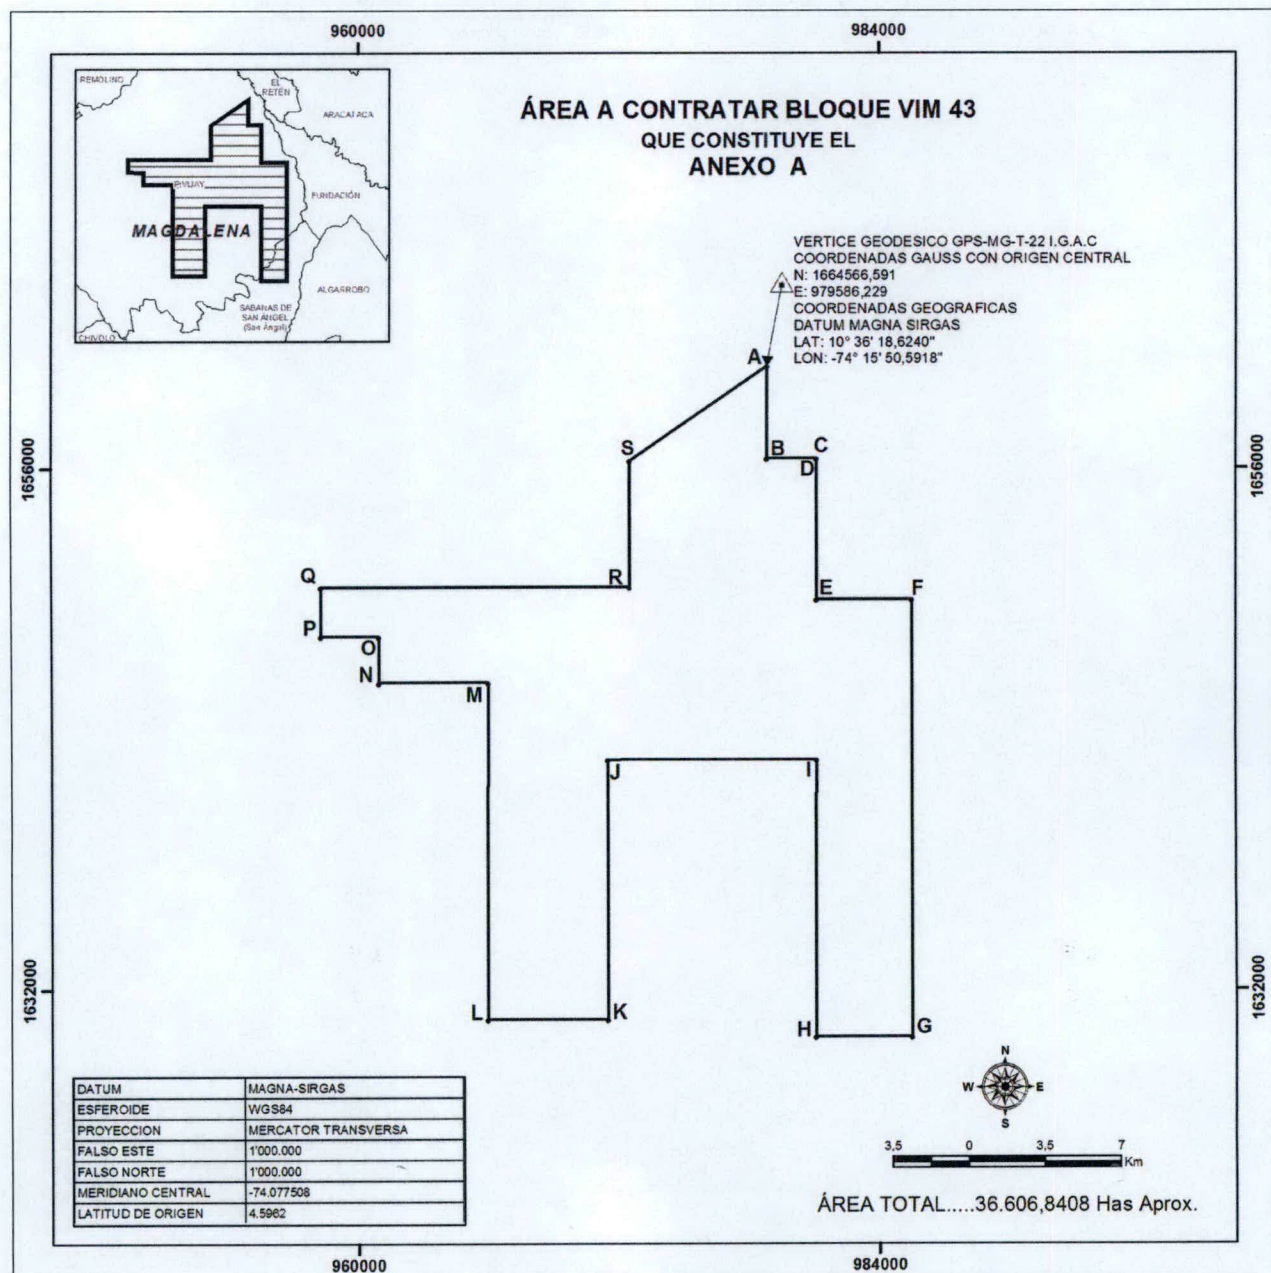 960000
984000
REMOLINO
EL
RETÉN
ARACATACA
PIVIJAY
FUNDACIÓN
MAGDALENA
ALGARROBO
SABANAS DE
SAN ANGEL
(San Ángel)
CHIVOLO
ÁREA A CONTRATAR BLOQUE VIM 43
QUE CONSTITUYE EL
ANEXO A
VERTICE GEODESICO GPS-MG-T-22 I.G.A.C
COORDENADAS GAUSS CON ORIGEN CENTRAL
N: 1664566,591
E: 979586,229
COORDENADAS GEOGRAFICAS
DATUM MAGNA SIRGAS
LAT: 10° 36' 18,6240"
LON: -74° 15' 50,5918"
A
S
B
C
D
1656000
1656000
Q
R
E
F
P
O
N
M
J
I
1632000
1632000
L
K
H
G
N
W
E
S
DATUM MAGNA-SIRGAS
ESFEROIDE WGS84
PROYECCION MERCATOR TRANSVERSA
FALSO ESTE 1'000.000
FALSO NORTE 1'000.000
MERIDIANO CENTRAL -74.077508
LATITUD DE ORIGEN 4.5962
3,5 0 3,5 7
Km
ÁREA TOTAL.....36.606,8408 Has Aprox.
960000
984000